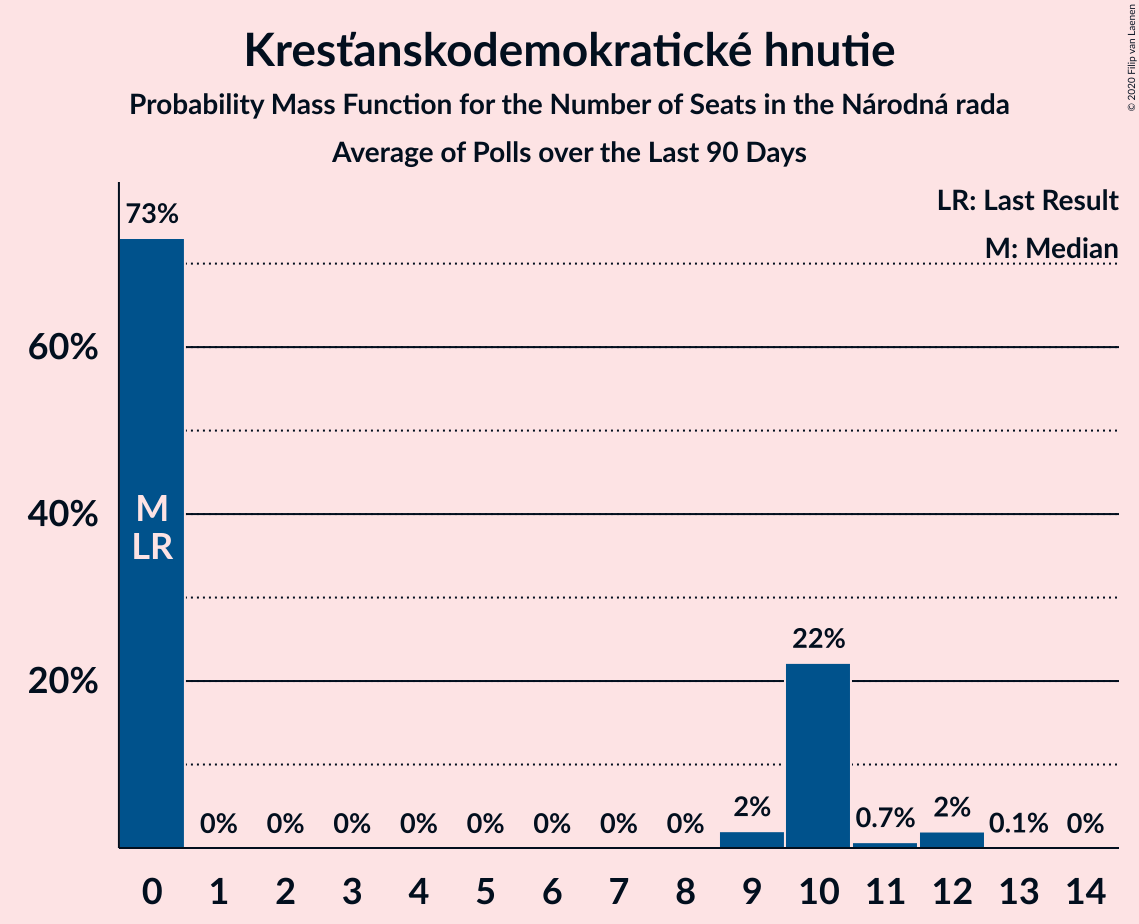 Kresťanskodemokratické hnutie
Probability Mass Function for the Number of Seats in the Národná rada
Average of Polls over the Last 90 Days
© 2020 Filip van Laenen
LR: Last Result
M: Median
73%
60%
40%
20%
M
LR
0% 0% 0% 0% 0% 0% 0% 0% 2% 22% 0.7% 2% 0.1% 0%
0 1 2 3 4 5 6 7 8 9 10 11 12 13 14